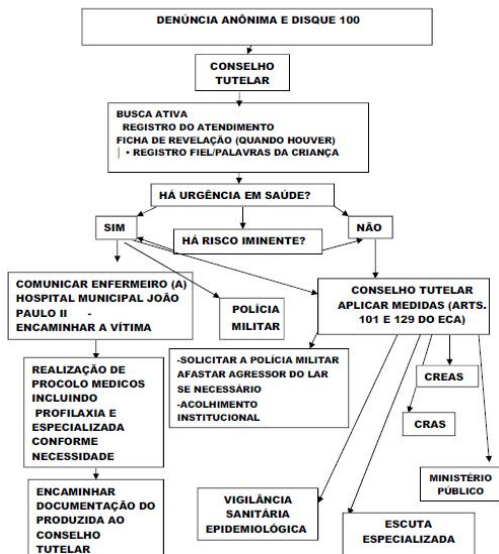 DENÚNCIA ANÔNIMA E DISQUE 100
CONSELHO
TUTELAR
BUSCA ATIVA
REGISTRO DO ATENDIMENTO
FICHA DE REVELAÇÃO (QUANDO HOUVER)
• REGISTRO FIEL/PALAVRAS DA CRIANÇA
HÁ URGÊNCIA EM SAÚDE?
SIM
HÁ RISCO IMINENTE?
NÃO
COMUNICAR ENFERMEIRO (A)
HOSPITAL MUNICIPAL JOÃO
PAULO II -
ENCAMINHAR A VÍTIMA
POLÍCIA
MILITAR
CONSELHO TUTELAR
APLICAR MEDIDAS (ARTS.
101 E 129 DO ECA)
REALIZAÇÃO DE
PROCOLO MEDICOS
INCLUINDO
PROFILAXIA E
ESPECIALIZADA
CONFORME
NECESSIDADE
-SOLICITAR A POLÍCIA MILITAR
AFASTAR AGRESSOR DO LAR
SE NECESSÁRIO
-ACOLHIMENTO
INSTITUCIONAL
CREAS
CRAS
MINISTÉRIO
PÚBLICO
ENCAMINHAR
DOCUMENTAÇÃO DO
PRODUZIDA AO
CONSELHO
TUTELAR
VIGILÂNCIA
SANITÁRIA
EPIDEMIOLÓGICA
ESCUTA
ESPECIALIZADA